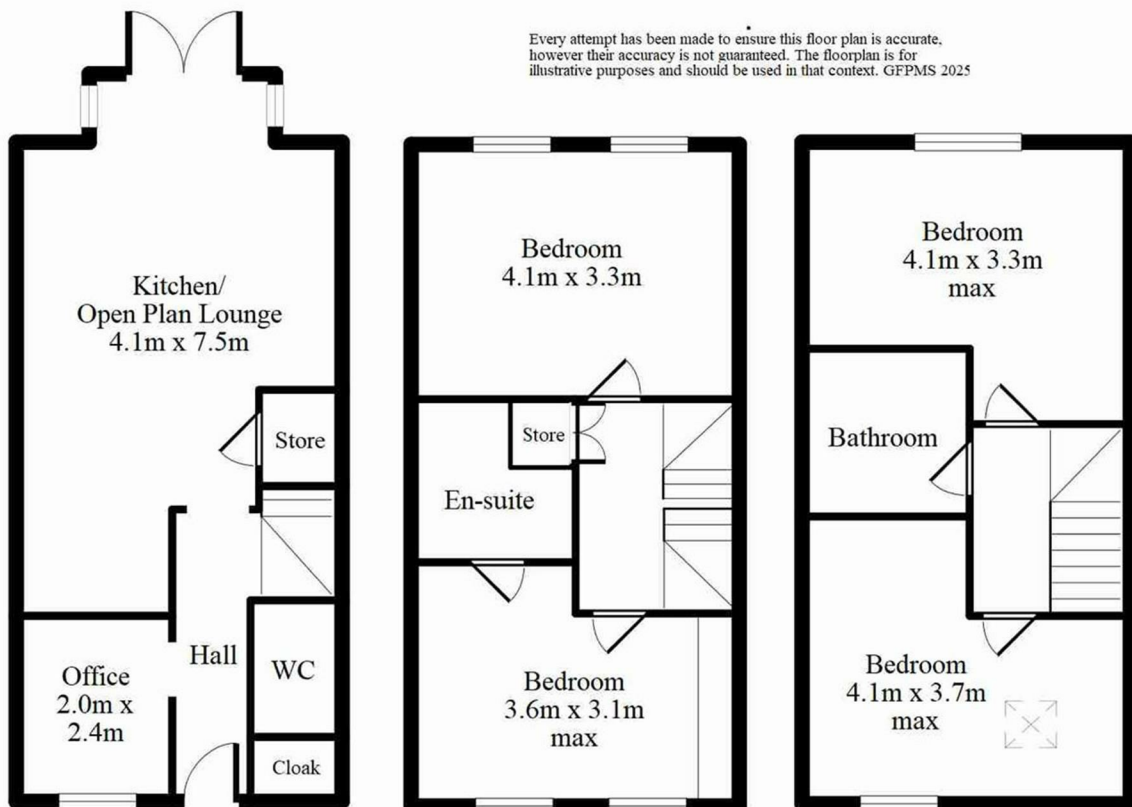 Every attempt has been made to ensure this floor plan is accurate,
however their accuracy is not guaranteed. The floorplan is for
illustrative purposes and should be used in that context. GFPMS 2025
Kitchen/
Open Plan Lounge
4.1m x 7.5m
Store
Office
2.0m x
2.4m
Hall
WC
Cloak
Bedroom
4.1m x 3.3m
Store
En-suite
Bedroom
3.6m x 3.1m
max
Bedroom
4.1m x 3.3m
max
Bathroom
Bedroom
4.1m x 3.7m
max